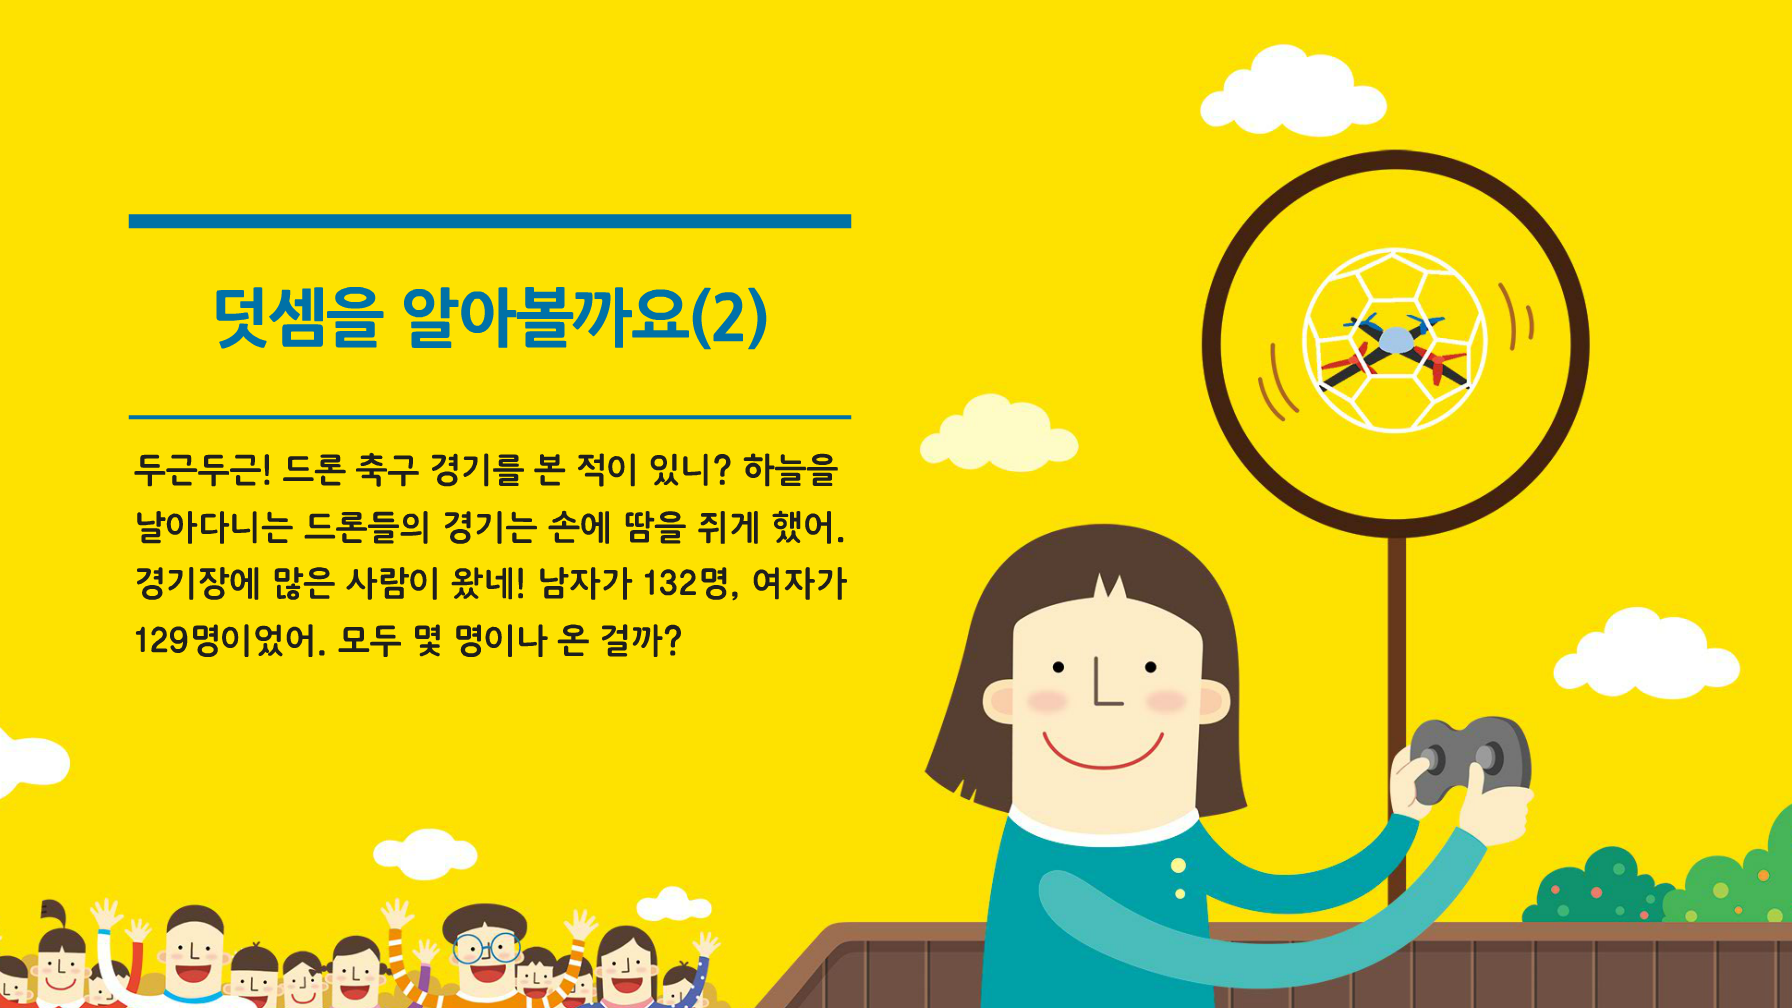 덧셈을 알아볼까요(2)
두근두근! 드론 축구 경기를 본 적이 있니? 하늘을
날아다니는 드론들의 경기는 손에 땀을 쥐게 했어.
경기장에 많은 사람이 왔네! 남자가 132명, 여자가
129명이었어. 모두 몇 명이나 온 걸까?